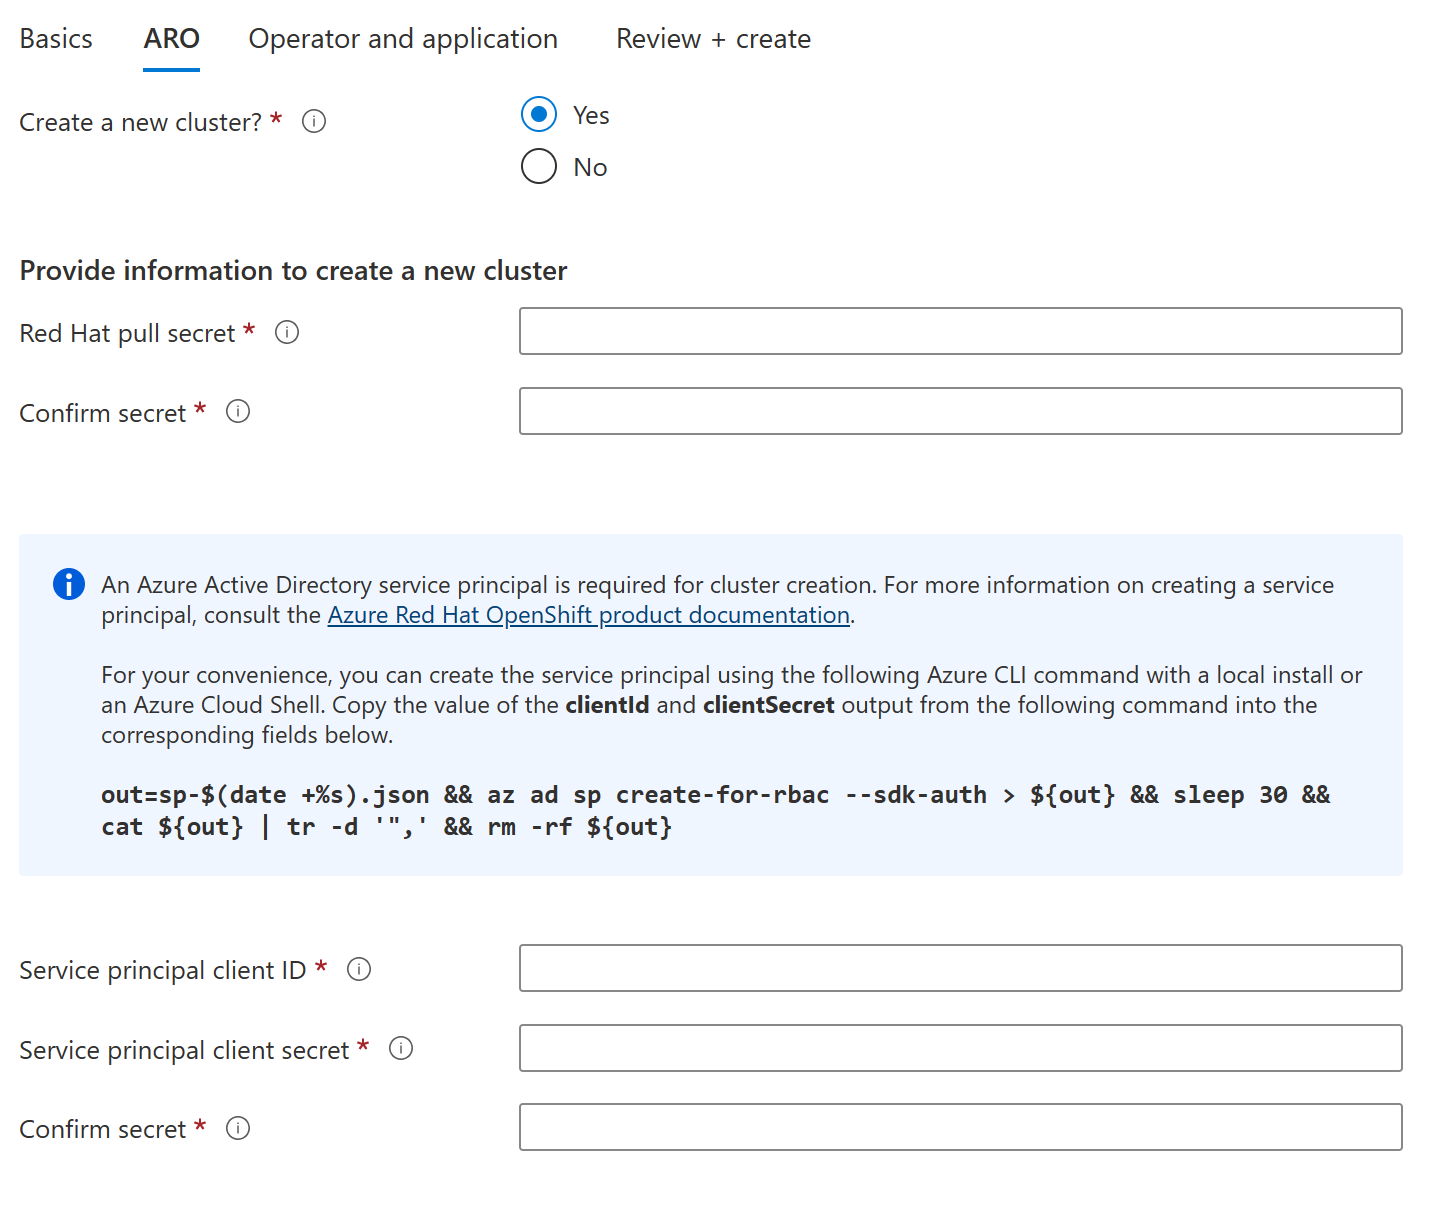 Basics ARO Operator and application Review + create
Create a new cluster? * Yes
No
Provide information to create a new cluster
Red Hat pull secret *
Confirm secret *
An Azure Active Directory service principal is required for cluster creation. For more information on creating a service
principal, consult the Azure Red Hat OpenShift product documentation.
For your convenience, you can create the service principal using the following Azure CLI command with a local install or
an Azure Cloud Shell. Copy the value of the clientId and clientSecret output from the following command into the
corresponding fields below.
out=sp-$(date +%s).json && az ad sp create-for-rbac --sdk-auth > ${out} && sleep 30 &&
cat ${out} | tr -d '",' && rm -rf ${out}
Service principal client ID *
Service principal client secret *
Confirm secret *